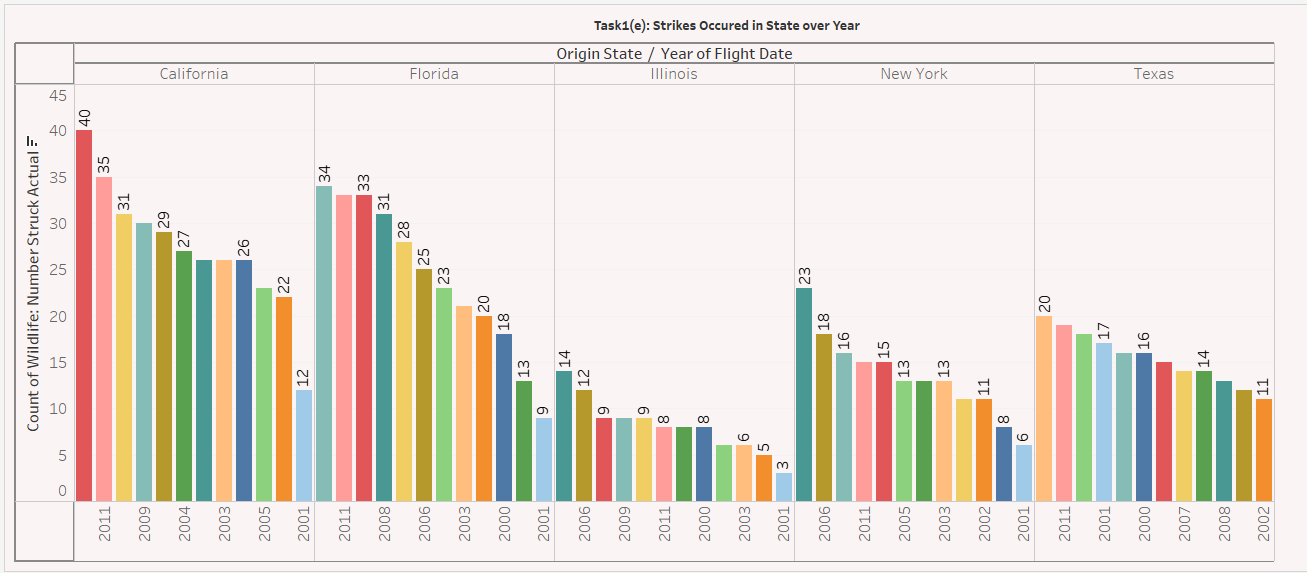 Task1(e): Strikes Occured in State over Year
Origin State / Year of Flight Date
California Florida Illinois New York Texas
Count of Wildlife: Number Struck Actual
45
40
35
30
25
20
15
10
5
0
40 35 31 29 27 26 22 12
34 33 31 28 25 23 20 18 13 9
14 12 9 9 8 8 6 5 3
23 18 16 15 13 13 11 8 6
20 17 16 14 11
2011 2009 2004 2003 2005 2001
2011 2008 2006 2003 2000 2001
2006 2009 2011 2000 2003 2001
2006 2011 2005 2003 2002 2001
2011 2001 2000 2007 2008 2002